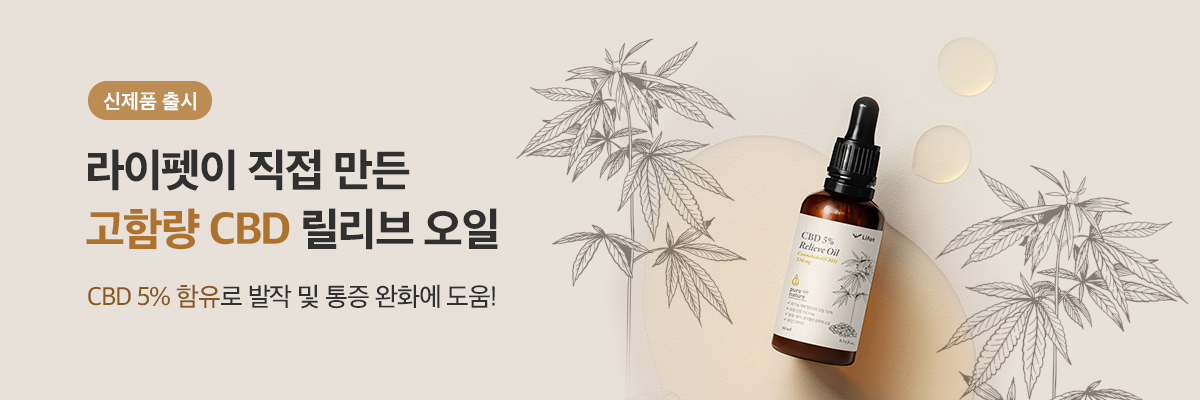 신제품 출시
라이펫이 직접 만든
고함량 CBD 릴리브 오일
CBD 5% 함유로 발작 및 통증 완화에 도움!
Lifet
CBD 5%
Relieve Oil
Cannabidiol(CBD)
pure
nature